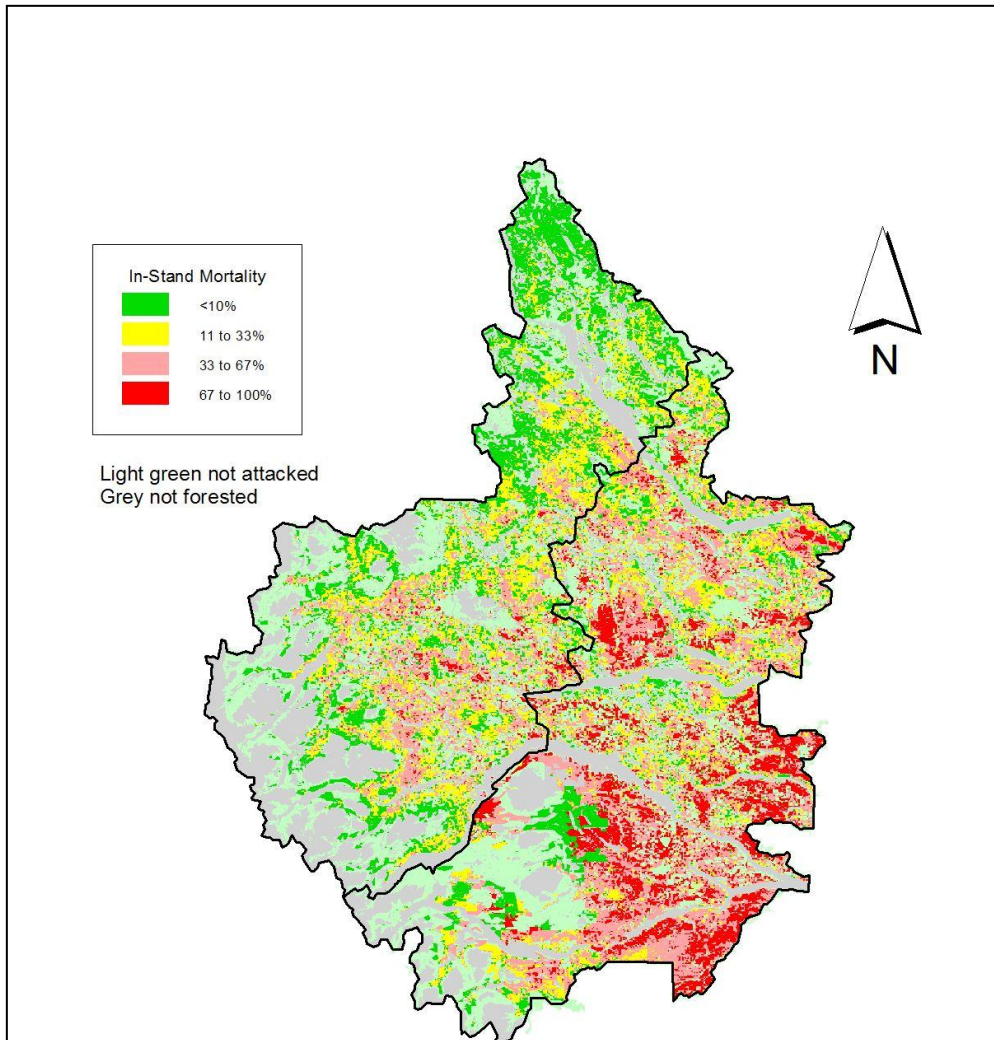 In-Stand Mortality
<10%
11 to 33%
33 to 67%
67 to 100%
Light green not attacked
Grey not forested
N